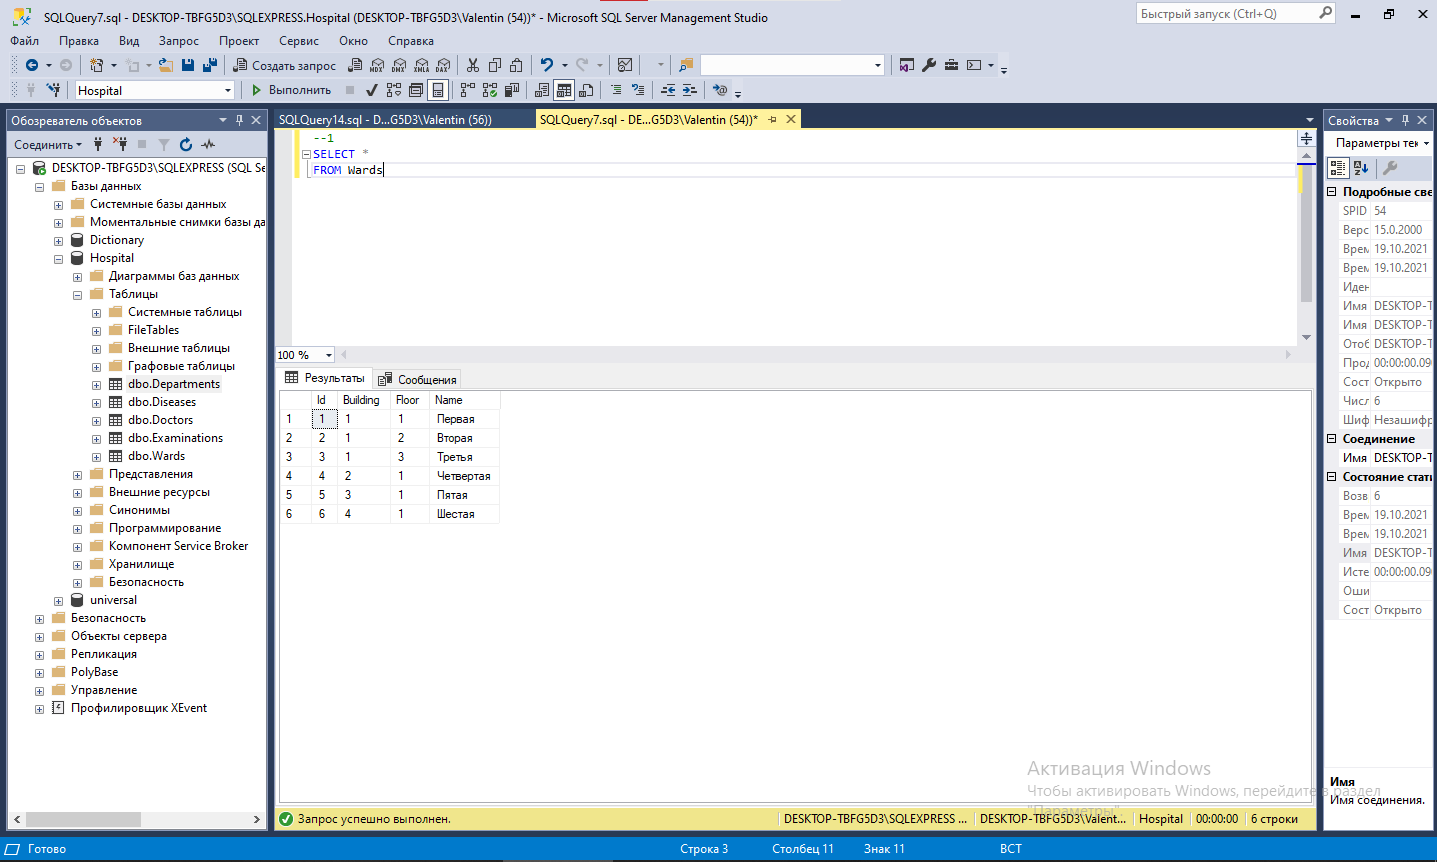 SQLQuery7.sql - DESKTOP-TBFG5D3\SQLEXPRESS.Hospital (DESKTOP-TBFG5D3\Valentin (54))* - Microsoft SQL Server Management Studio
Быстрый запуск (Ctrl+Q)
Файл Правка Вид Запрос Проект Сервис Окно Справка
Создать запрос MDX DMX XMLA DAX
Hospital Выполнить
Обозреватель объектов
Соединить
DESKTOP-TBFG5D3\SQLEXPRESS (SQL Se
Базы данных
Системные базы данных
Моментальные снимки базы да
Dictionary
Hospital
Диаграммы баз данных
Таблицы
Системные таблицы
FileTables
Внешние таблицы
Графовые таблицы
dbo.Departments
dbo.Diseases
dbo.Doctors
dbo.Examinations
dbo.Wards
Представления
Внешние ресурсы
Синонимы
Программирование
Компонент Service Broker
Хранилище
Безопасность
universal
Безопасность
Объекты сервера
Репликация
PolyBase
Управление
Профилировщик XEvent
SQLQuery14.sql - D...G5D3\Valentin (56)) SQLQuery7.sql - DE...G5D3\Valentin (54))*
--1
SELECT *
FROM Wards
100 %
Результаты Сообщения
Id Building Floor Name
1 1 1 1 Первая
2 2 1 2 Вторая
3 3 1 3 Третья
4 4 2 1 Четвертая
5 5 3 1 Пятая
6 6 4 1 Шестая
Запрос успешно выполнен. DESKTOP-TBFG5D3\SQLEXPRESS ... DESKTOP-TBFG5D3\Valent... Hospital 00:00:00 6 строки
Свойства
Параметры тек
Подробные све
SPID 54
Верс 15.0.2000
Врем 19.10.2021
Врем 19.10.2021
Иден
Имя DESKTOP-T
Имя DESKTOP-T
Отоб DESKTOP-T
Прод 00:00:00.090
Сост Открыто
Числ 6
Шиф Незашифр
Соединение
Имя DESKTOP-T
Состояние стати
Возв 6
Врем 19.10.2021
Врем 19.10.2021
Имя DESKTOP-T
Исте 00:00:00.090
Оши
Сост Открыто
Имя
Имя соединения.
Активация Windows
Чтобы активировать Windows, перейдите в раздел
"Параметры".
Готово Строка 3 Столбец 11 Знак 11 ВСТ